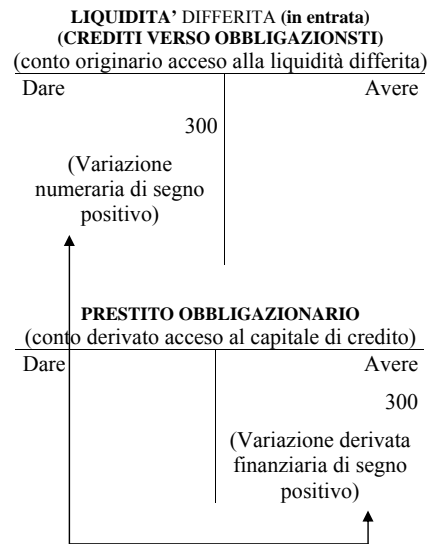 LIQUIDITA' DIFFERITA (in entrata)
(CREDITI VERSO OBBLIGAZIONSTI)
(conto originario acceso alla liquidità differita)
Dare Avere
300
(Variazione
numeraria di segno
positivo)
PRESTITO OBBLIGAZIONARIO
(conto derivato acceso al capitale di credito)
Dare Avere
300
(Variazione derivata
finanziaria di segno
positivo)